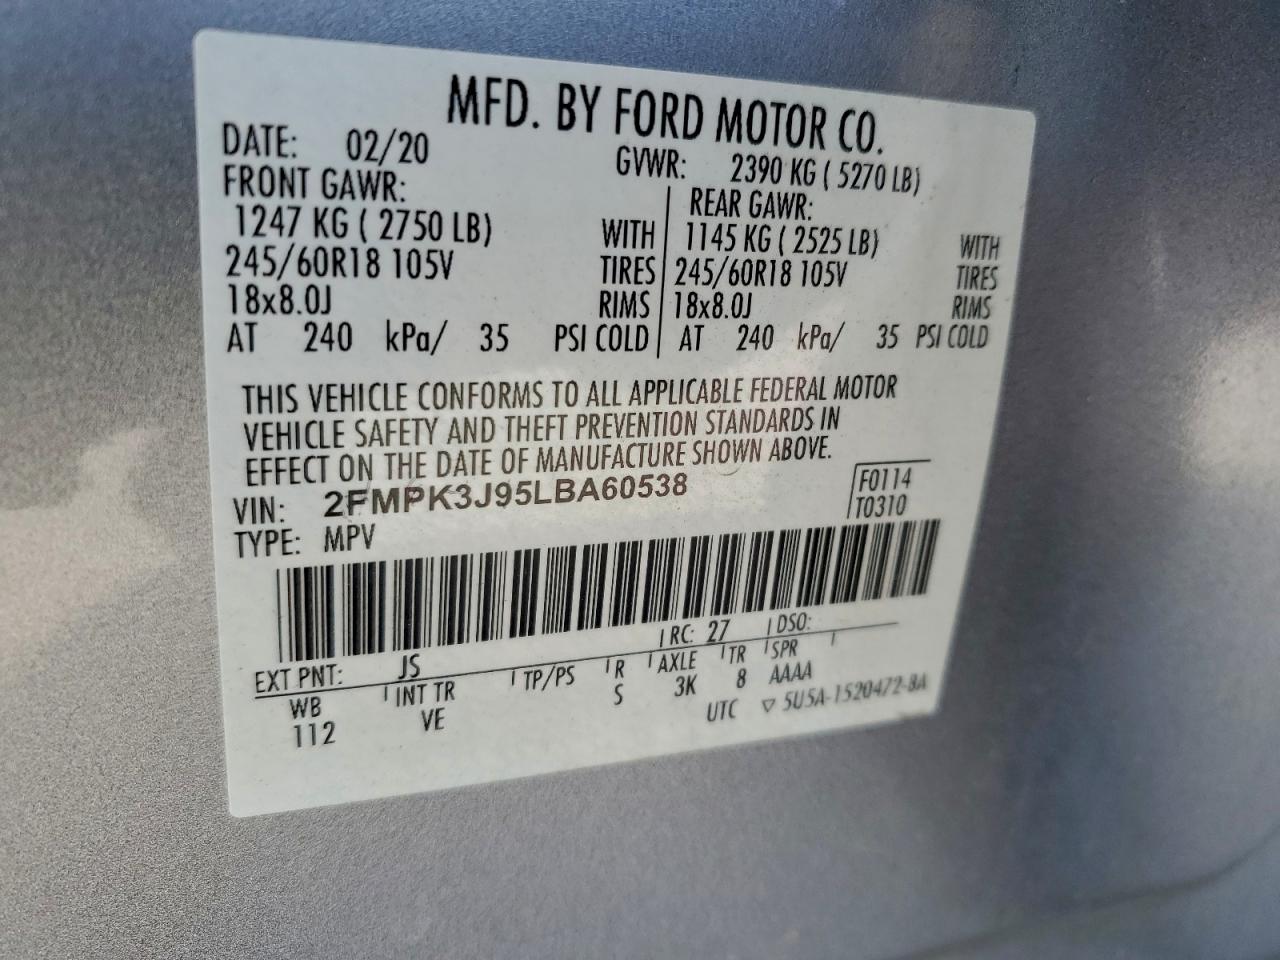 MFD. BY FORD MOTOR CO.
DATE: 02/20 GVWR: 2390 KG ( 5270 LB)
FRONT GAWR: REAR GAWR:
1247 KG ( 2750 LB) WITH 1145 KG ( 2525 LB) WITH
245/60R18 105V TIRES 245/60R18 105V TIRES
18x8.0J RIMS 18x8.0J RIMS
AT 240 kPa/ 35 PSI COLD AT 240 kPa/ 35 PSI COLD
THIS VEHICLE CONFORMS TO ALL APPLICABLE FEDERAL MOTOR
VEHICLE SAFETY AND THEFT PREVENTION STANDARDS IN
EFFECT ON THE DATE OF MANUFACTURE SHOWN ABOVE.
VIN: 2FMPK3J95LBA60538 F0114
TYPE: MPV T0310
EXT PNT: JS RC: 27 DSO:
WB INT TR TP/PS R AXLE TR SPR
112 VE S 3K 8 AAAA
UTC ▽ 5U5A-1520472-8A